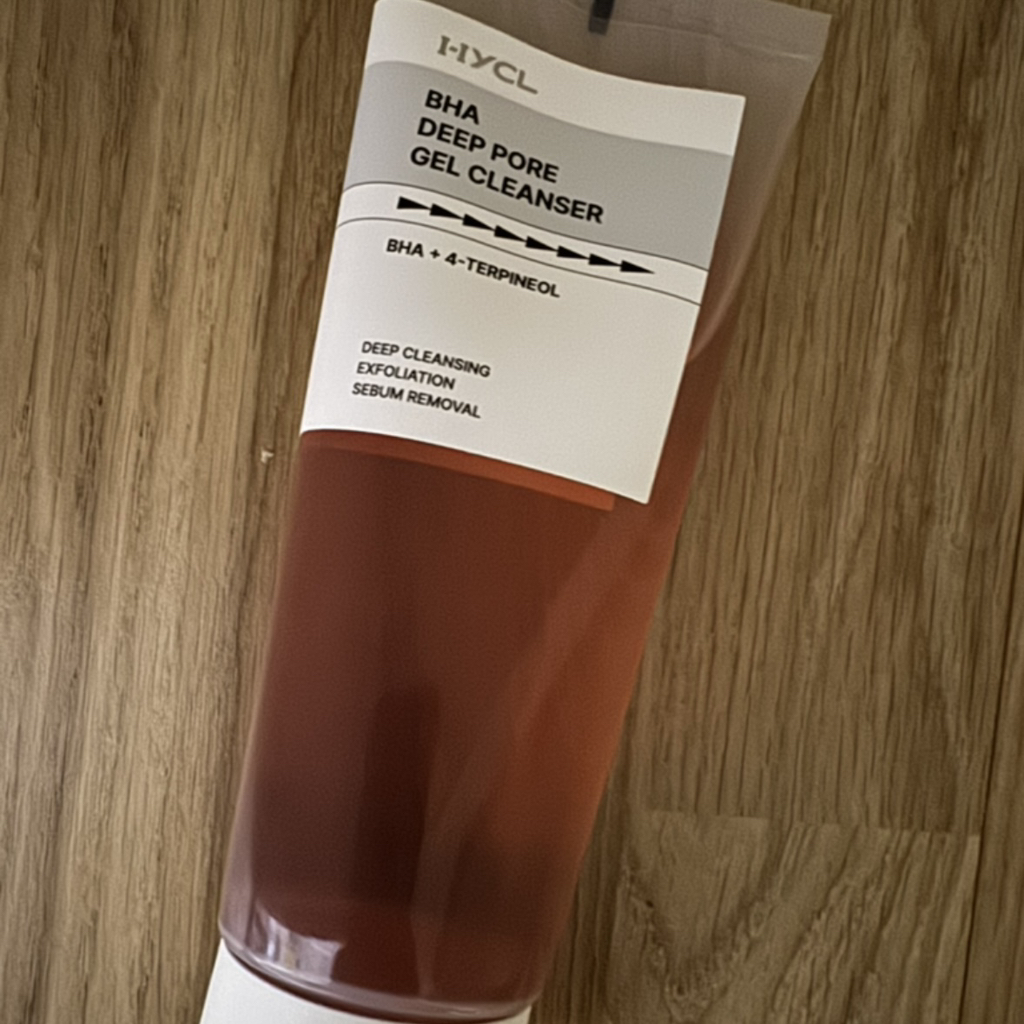 HYCL
BHA
DEEP PORE
GEL CLEANSER
BHA + 4-TERPINEOL
DEEP CLEANSING
EXFOLIATION
SEBUM REMOVAL